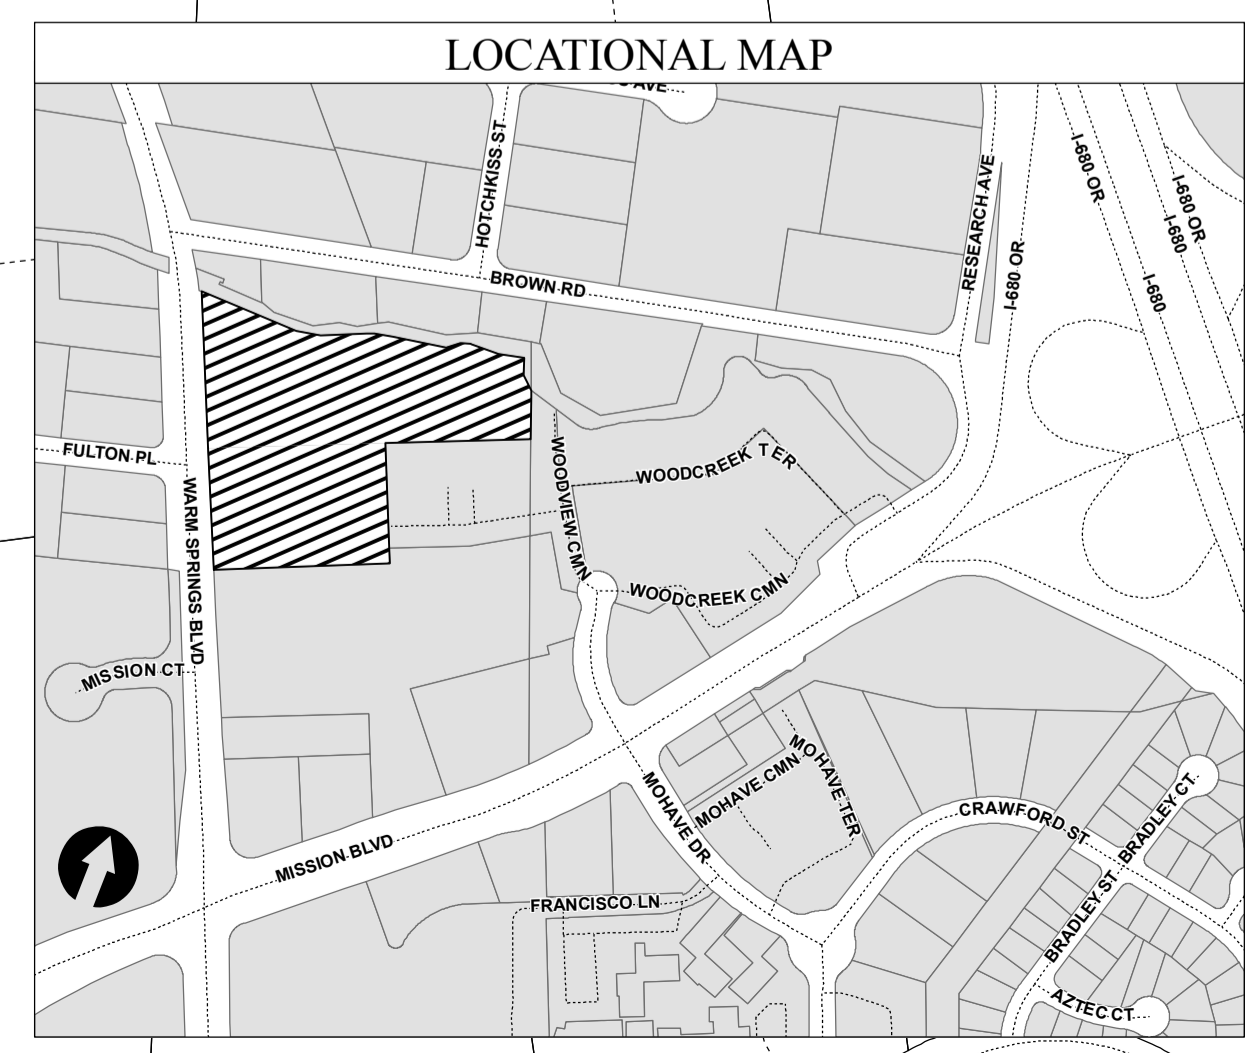 LOCATIONAL MAP
AVE
HOTCHKISS ST
RESEARCH AVE
I-680 OR
I-680 OR
I-680
I-680 OR
I-680
BROWN RD
FULTON PL
WARM SPRINGS BLVD
WOODVIEW CMN
WOODCREEK TER
WOODCREEK CMN
MISSION CT
MISSION BLVD
MOHAVE DR
MOHAVE CMN
MOHAVE TER
CRAWFORD ST
BRADLEY CT
BRADLEY ST
FRANCISCO LN
AZTEC CT